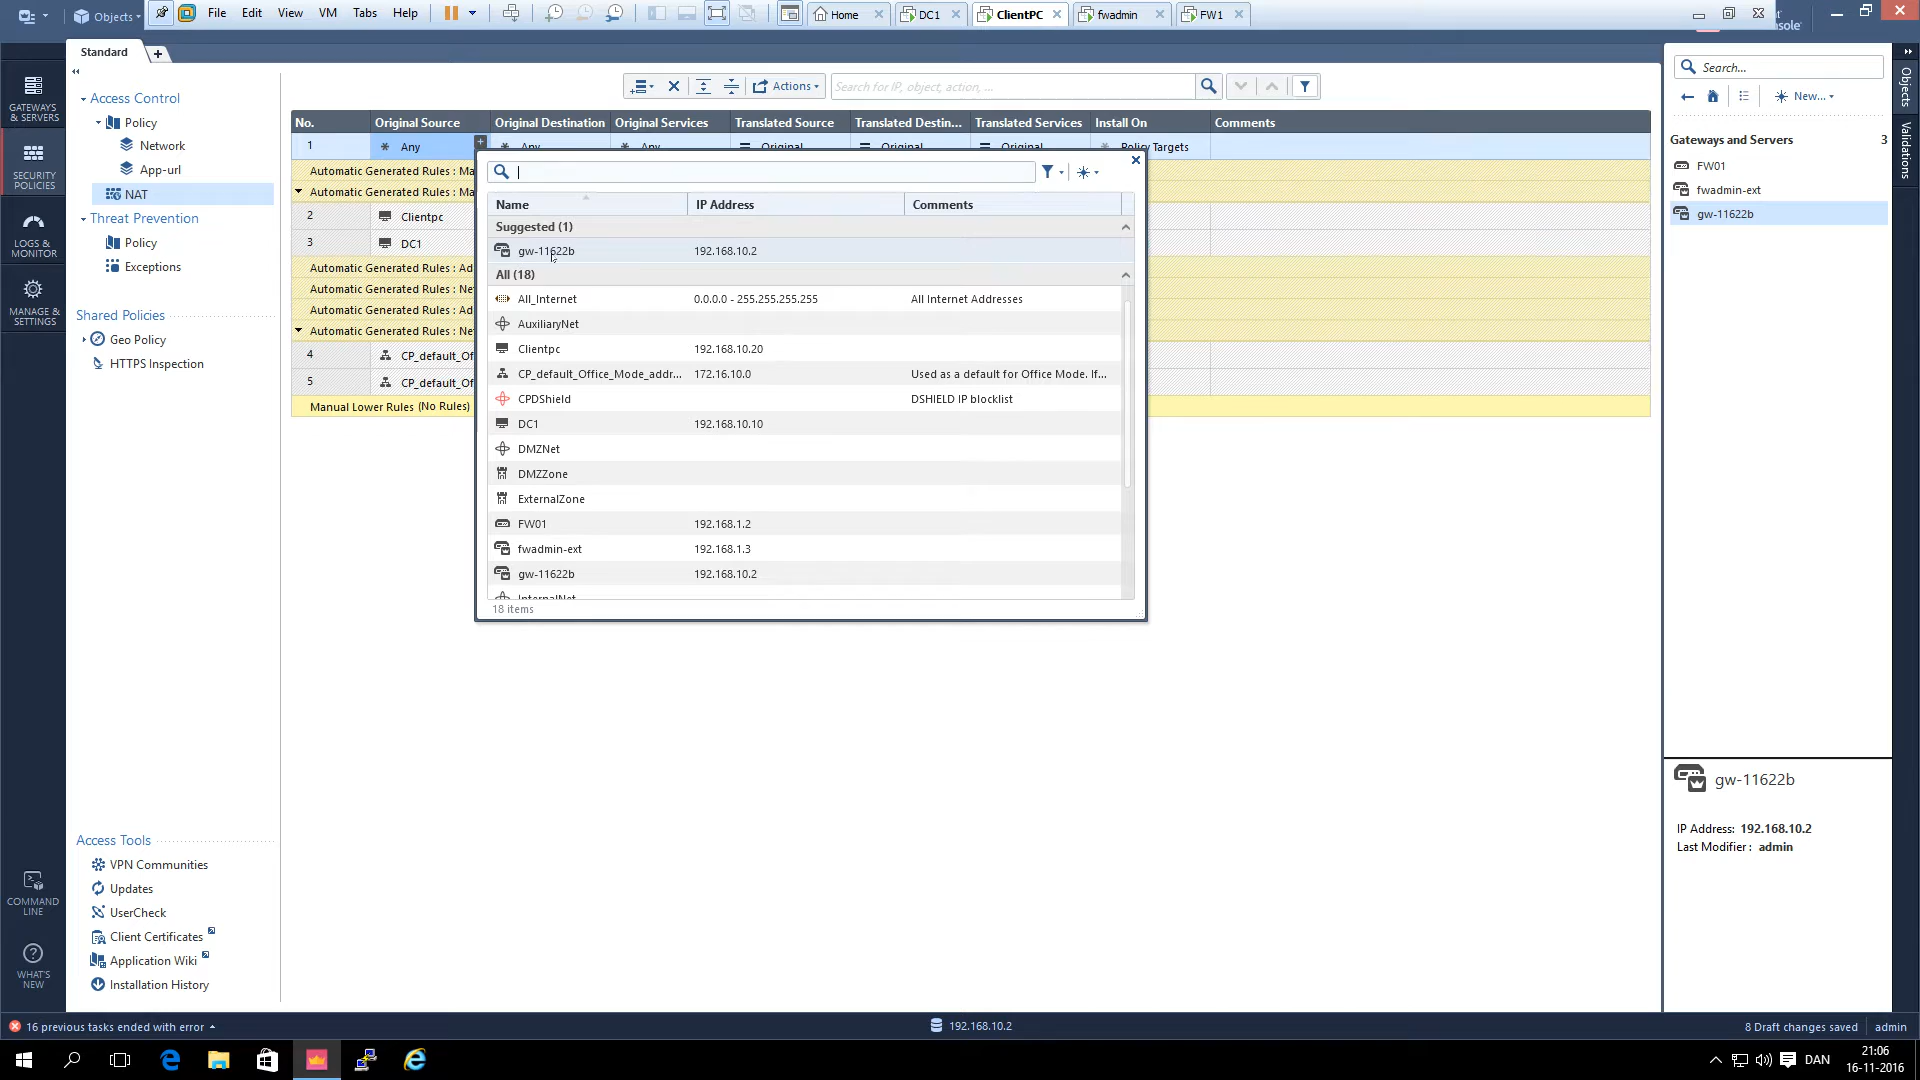 Objects
File Edit View VM Tabs Help
Home
DC1
ClientPC
fwadmin
FW1
sole
Standard
GATEWAYS
& SERVERS
SECURITY
POLICIES
LOGS &
MONITOR
MANAGE &
SETTINGS
COMMAND
LINE
WHAT'S
NEW
Access Control
Policy
Network
App-url
NAT
Threat Prevention
Policy
Exceptions
Shared Policies
Geo Policy
HTTPS Inspection
Access Tools
VPN Communities
Updates
UserCheck
Client Certificates
Application Wiki
Installation History
Actions
Search for IP, object, action, ...
No. Original Source Original Destination Original Services Translated Source Translated Destin... Translated Services Install On Comments
1 Any Any Any Original Original Original Policy Targets
Automatic Generated Rules : Ma
Automatic Generated Rules : Ma
2 Clientpc
3 DC1
Automatic Generated Rules : Ad
Automatic Generated Rules : Ne
Automatic Generated Rules : Ad
Automatic Generated Rules : Ne
4 CP_default_Of
5 CP_default_Of
Manual Lower Rules (No Rules)
Name IP Address Comments
Suggested (1)
gw-11622b 192.168.10.2
All (18)
All_Internet 0.0.0.0 - 255.255.255.255 All Internet Addresses
AuxiliaryNet
Clientpc 192.168.10.20
CP_default_Office_Mode_addr... 172.16.10.0 Used as a default for Office Mode. If...
CPDShield DSHIELD IP blocklist
DC1 192.168.10.10
DMZNet
DMZZone
ExternalZone
FW01 192.168.1.2
fwadmin-ext 192.168.1.3
gw-11622b 192.168.10.2
InternalNet
18 items
Search...
New...
Gateways and Servers 3
FW01
fwadmin-ext
gw-11622b
Objects
Validations
gw-11622b
IP Address: 192.168.10.2
Last Modifier : admin
16 previous tasks ended with error
192.168.10.2
8 Draft changes saved admin
DAN
21:06
16-11-2016